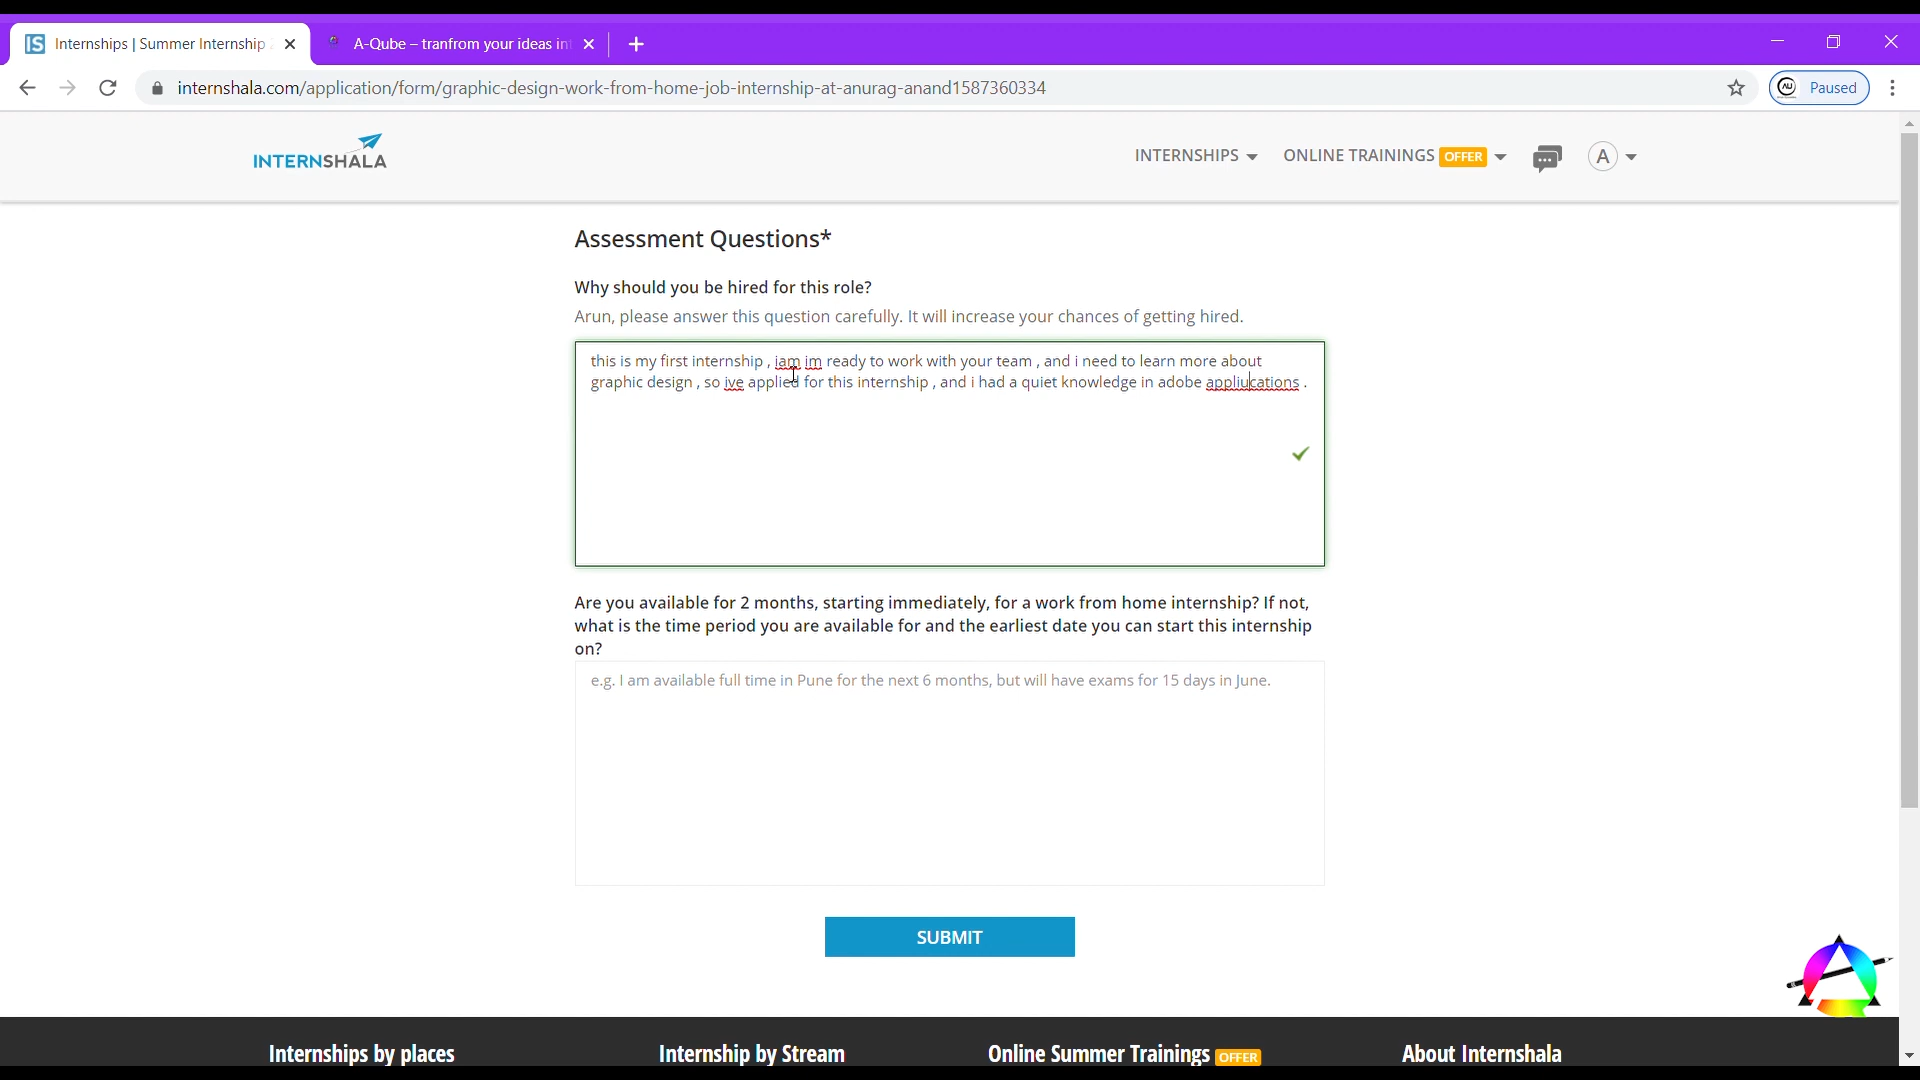 Internships | Summer Internship
A-Qube – tranfrom your ideas in
internshala.com/application/form/graphic-design-work-from-home-job-internship-at-anurag-anand1587360334
Paused
INTERNSHALA
INTERNSHIPS
ONLINE TRAININGS OFFER
A
Assessment Questions*
Why should you be hired for this role?
Arun, please answer this question carefully. It will increase your chances of getting hired.
this is my first internship , iam im ready to work with your team , and i need to learn more about
graphic design , so ive applied for this internship , and i had a quiet knowledge in adobe appliucations .
Are you available for 2 months, starting immediately, for a work from home internship? If not,
what is the time period you are available for and the earliest date you can start this internship
on?
e.g. I am available full time in Pune for the next 6 months, but will have exams for 15 days in June.
SUBMIT
Internships by places
Internship by Stream
Online Summer Trainings OFFER
About Internshala